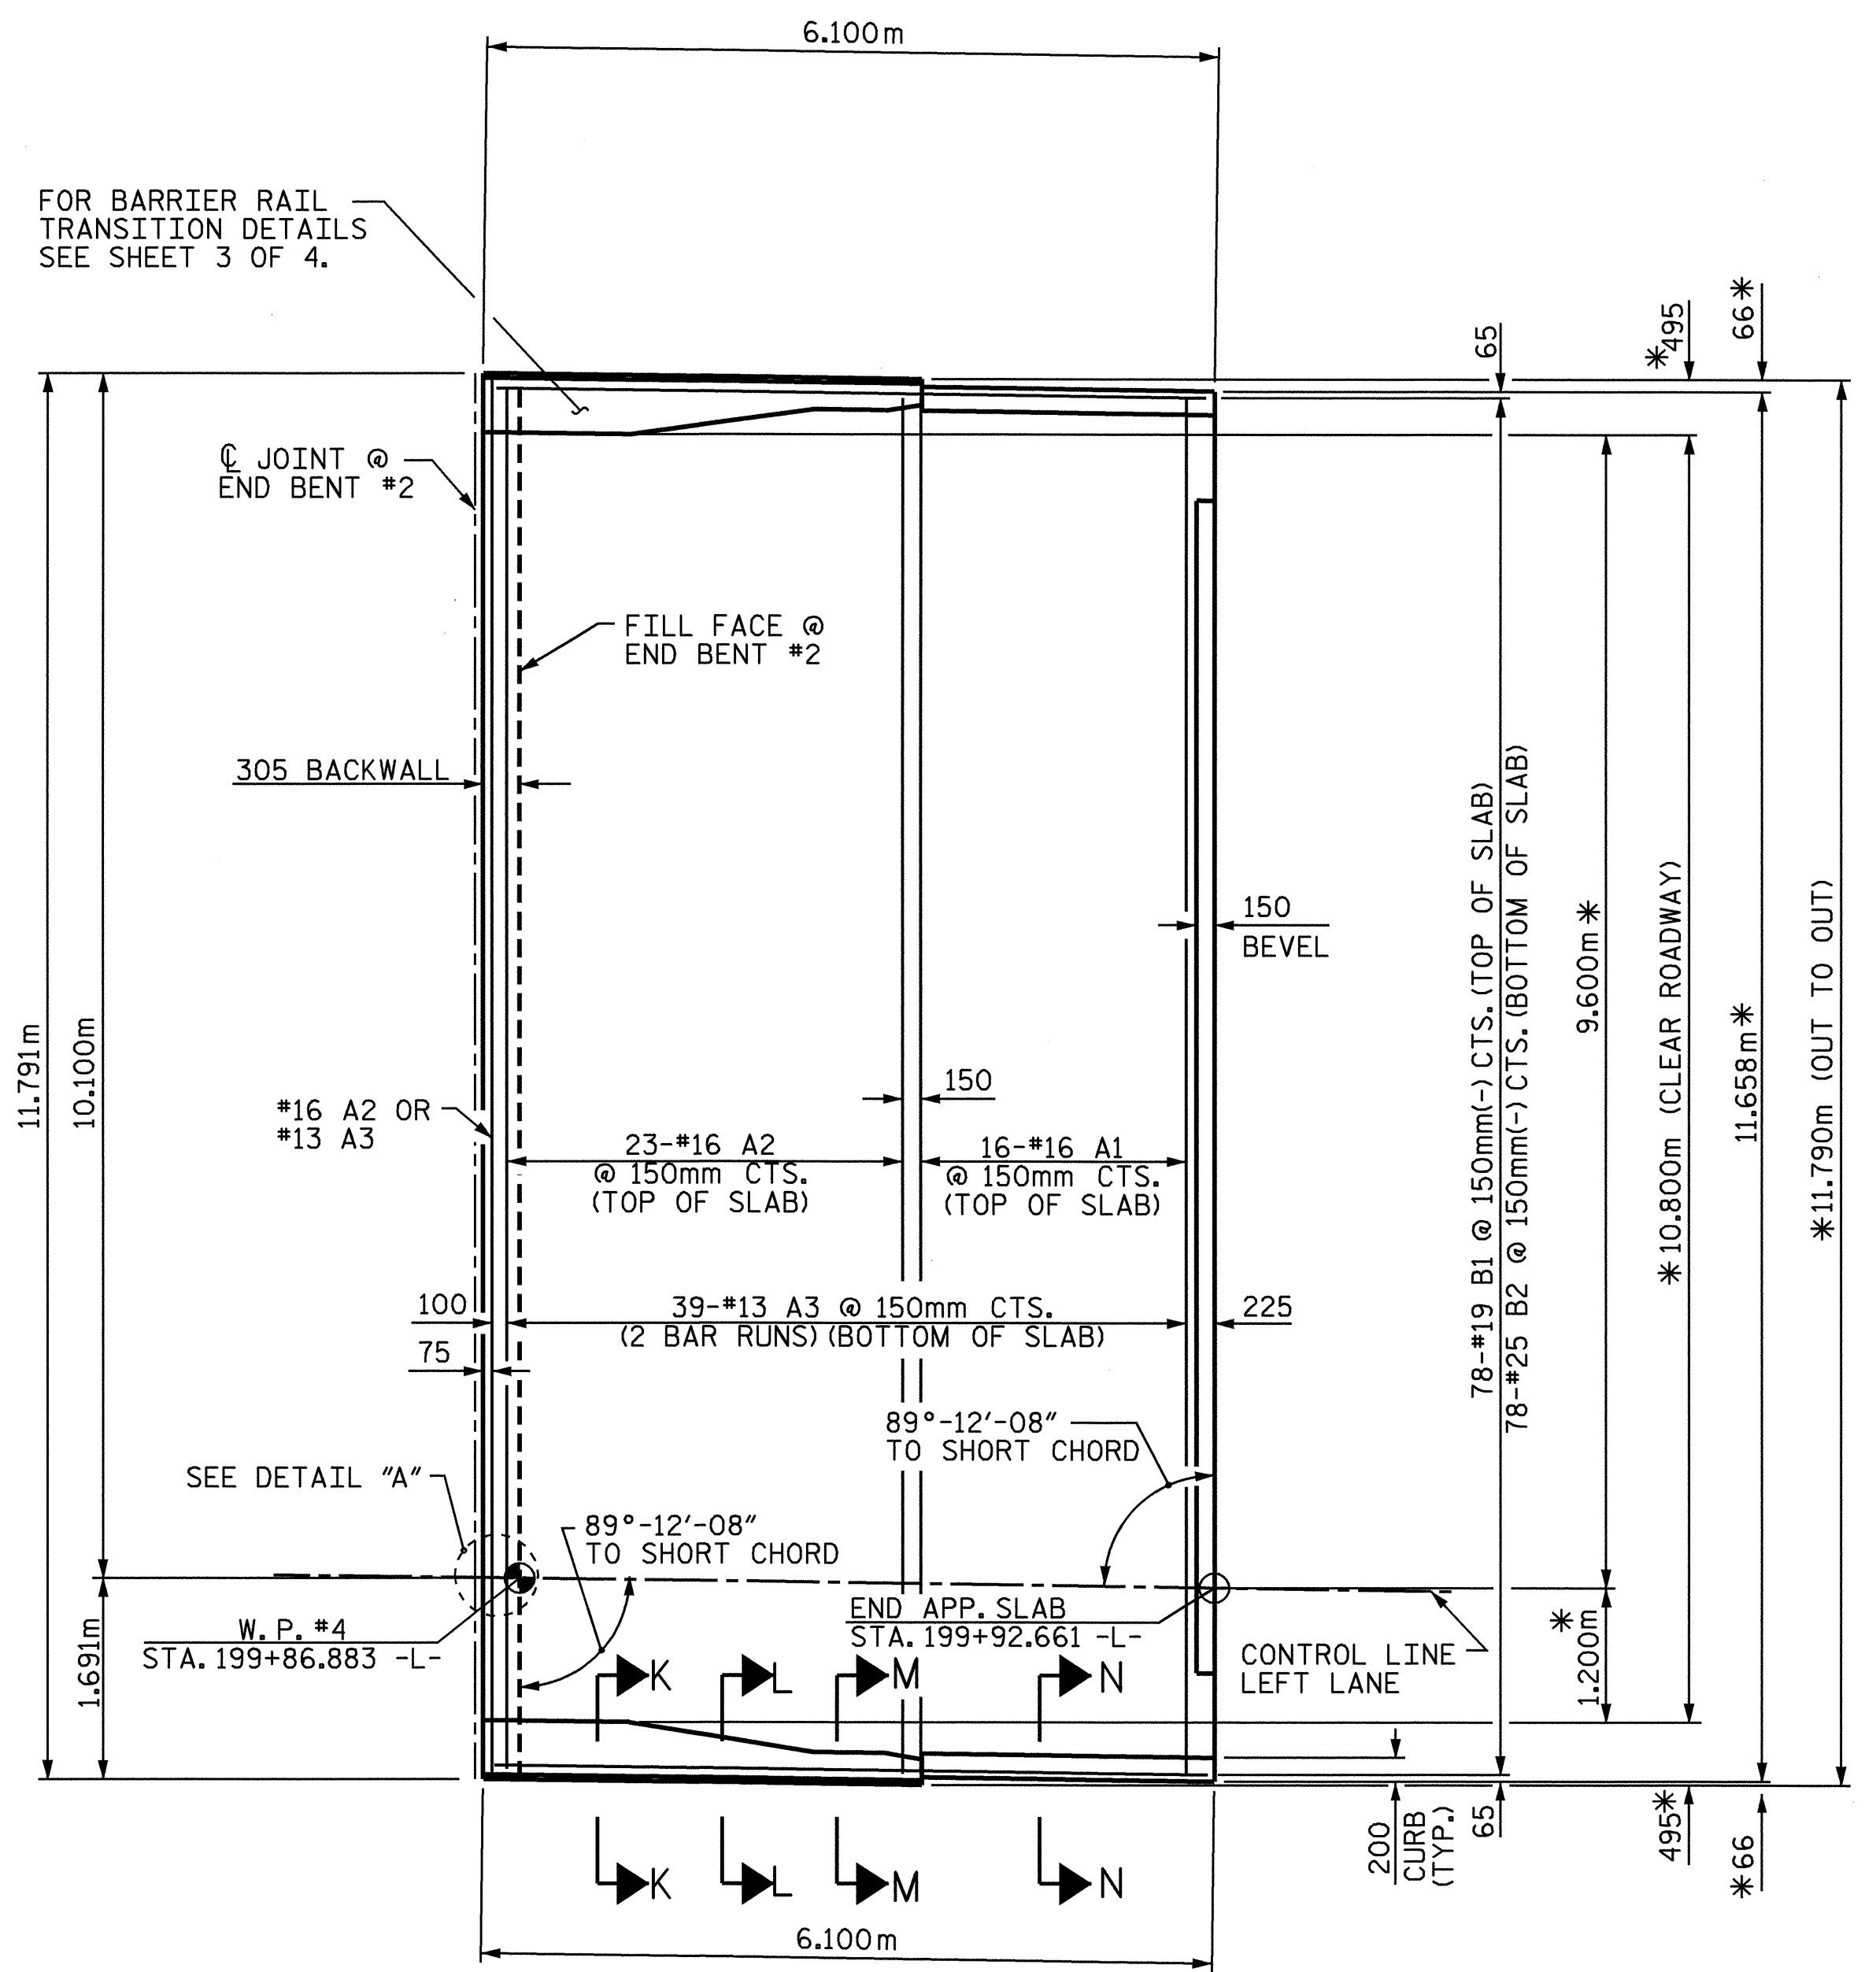 6.100m
FOR BARRIER RAIL
TRANSITION DETAILS
SEE SHEET 3 OF 4.
66*
*495
65
℄ JOINT @
END BENT #2
FILL FACE @
END BENT #2
305 BACKWALL
150
BEVEL
11.791m
10.100m
78-#19 B1 @ 150mm(-) CTS. (TOP OF SLAB)
78-#25 B2 @ 150mm(-) CTS. (BOTTOM OF SLAB)
9.600m*
*10.800m (CLEAR ROADWAY)
11.658m*
*11.790m (OUT TO OUT)
150
#16 A2 OR
#13 A3
23-#16 A2
@ 150mm CTS.
(TOP OF SLAB)
16-#16 A1
@ 150mm CTS.
(TOP OF SLAB)
100
39-#13 A3 @ 150mm CTS.
(2 BAR RUNS) (BOTTOM OF SLAB)
225
75
89°-12'-08"
TO SHORT CHORD
SEE DETAIL "A"
89°-12'-08"
TO SHORT CHORD
W.P. #4
STA. 199+86.883 -L-
END APP. SLAB
STA. 199+92.661 -L-
CONTROL LINE
LEFT LANE
1.691m
*
1.200m
K
L
M
N
200
CURB
(TYP.)
65
495*
*66
K
L
M
N
6.100m